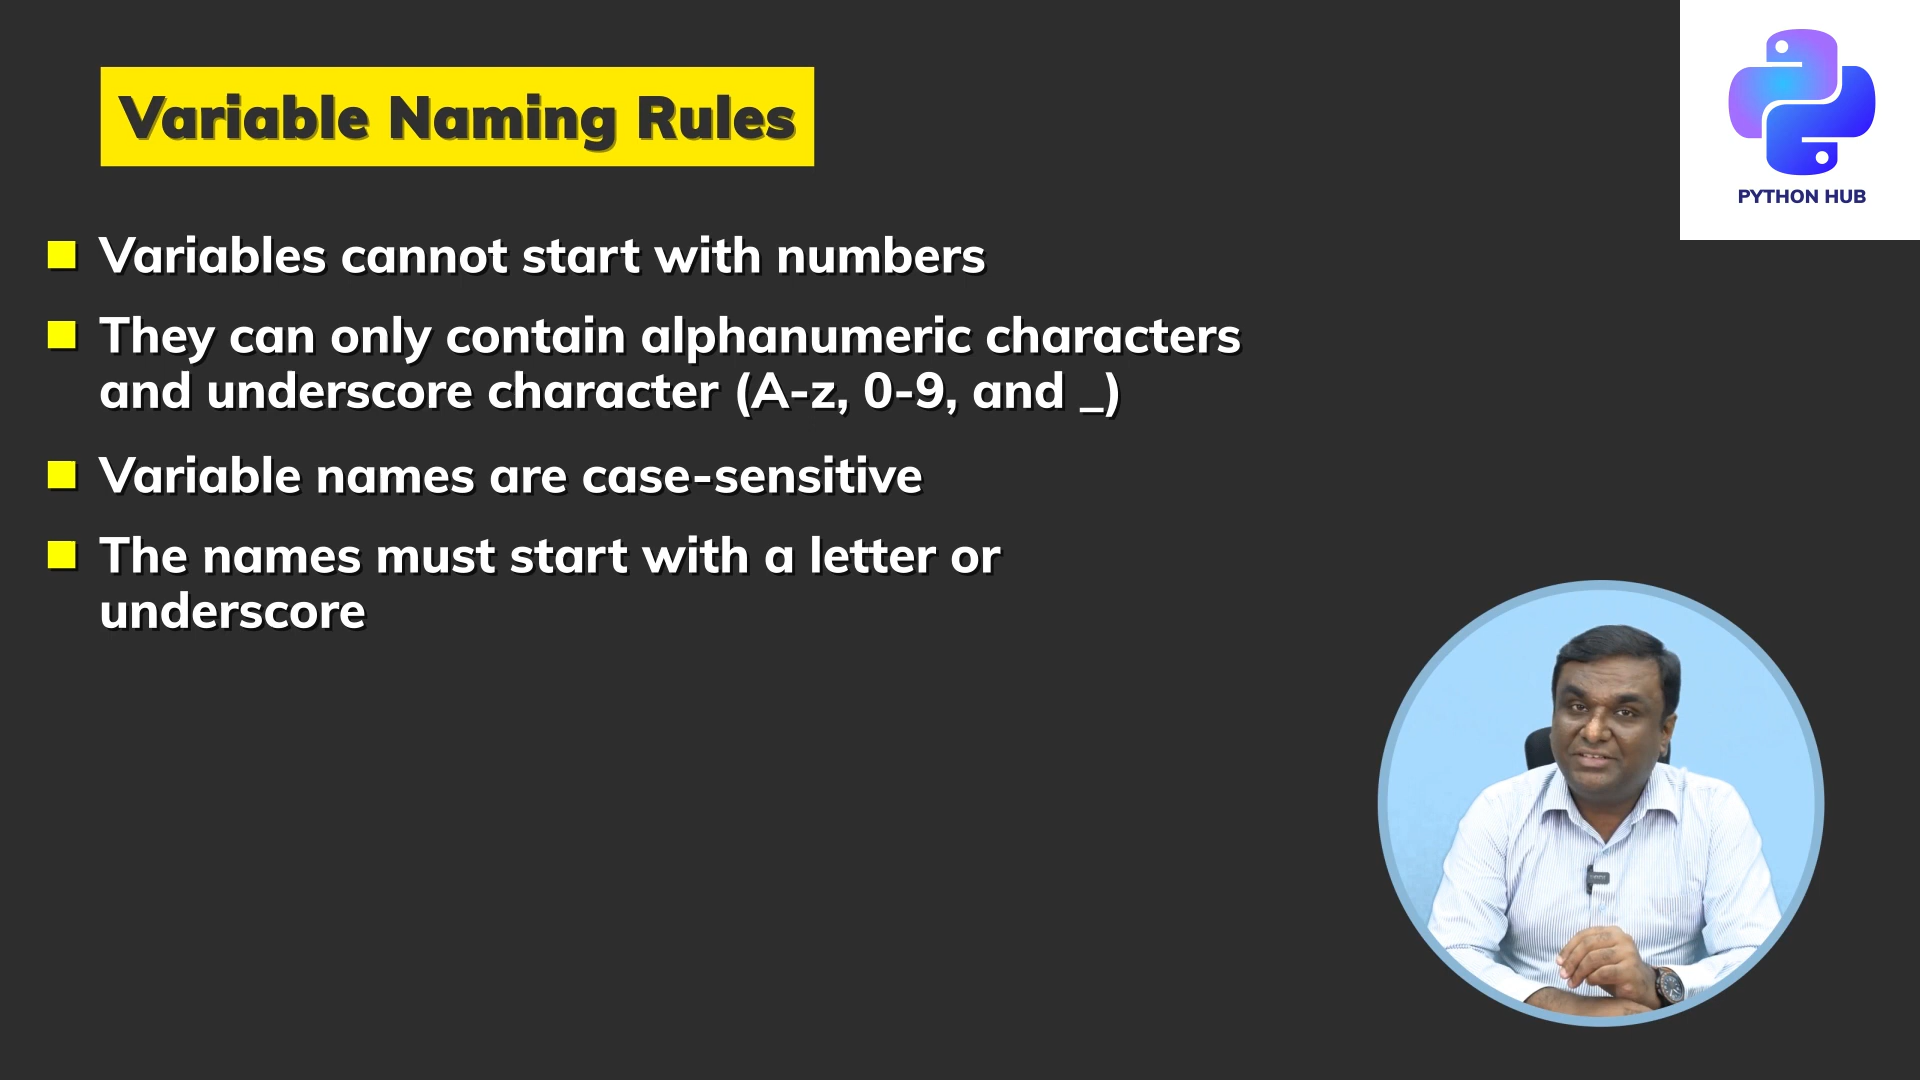 Variable Naming Rules
PYTHON HUB
Variables cannot start with numbers
They can only contain alphanumeric characters
and underscore character (A-z, 0-9, and _)
Variable names are case-sensitive
The names must start with a letter or
underscore